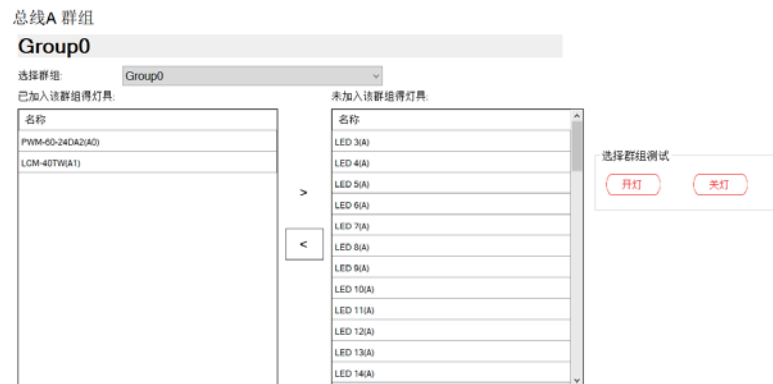 总线A 群组
Group0
选择群组: Group0
已加入该群组得灯具:
名称
PWM-60-24DA2(A0)
LCM-40TW(A1)
>
<
未加入该群组得灯具:
名称
LED 3(A)
LED 4(A)
LED 5(A)
LED 6(A)
LED 7(A)
LED 8(A)
LED 9(A)
LED 10(A)
LED 11(A)
LED 12(A)
LED 13(A)
LED 14(A)
选择群组测试
开灯 关灯